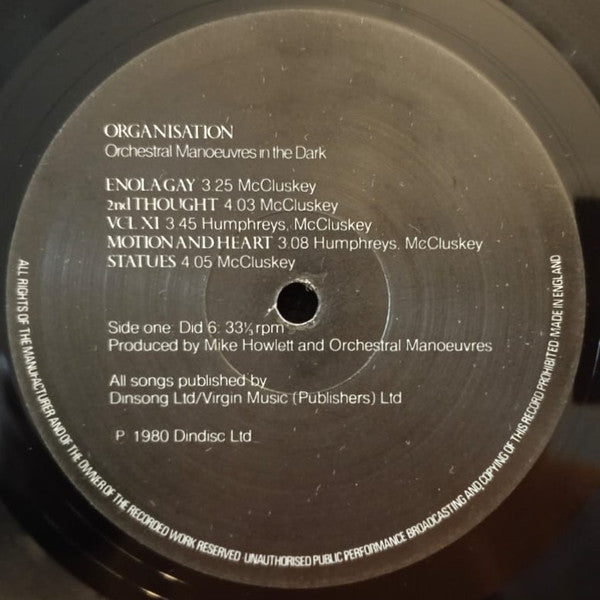 ORGANISATION
Orchestral Manoeuvres in the Dark
ENOLA GAY 3.25 McCluskey
2nd THOUGHT 4.03 McCluskey
VCL XI 3.45 Humphreys, McCluskey
MOTION AND HEART 3.08 Humphreys, McCluskey
STATUES 4.05 McCluskey
Side one: Did 6: 33⅓ rpm
Produced by Mike Howlett and Orchestral Manoeuvres
All songs published by
Dinsong Ltd/Virgin Music (Publishers) Ltd
P 1980 Dindisc Ltd
ALL RIGHTS OF THE MANUFACTURER AND OF THE OWNER OF THE RECORDED WORK RESERVED UNAUTHORISED PUBLIC PERFORMANCE BROADCASTING AND COPYING OF THIS RECORD PROHIBITED MADE IN ENGLAND